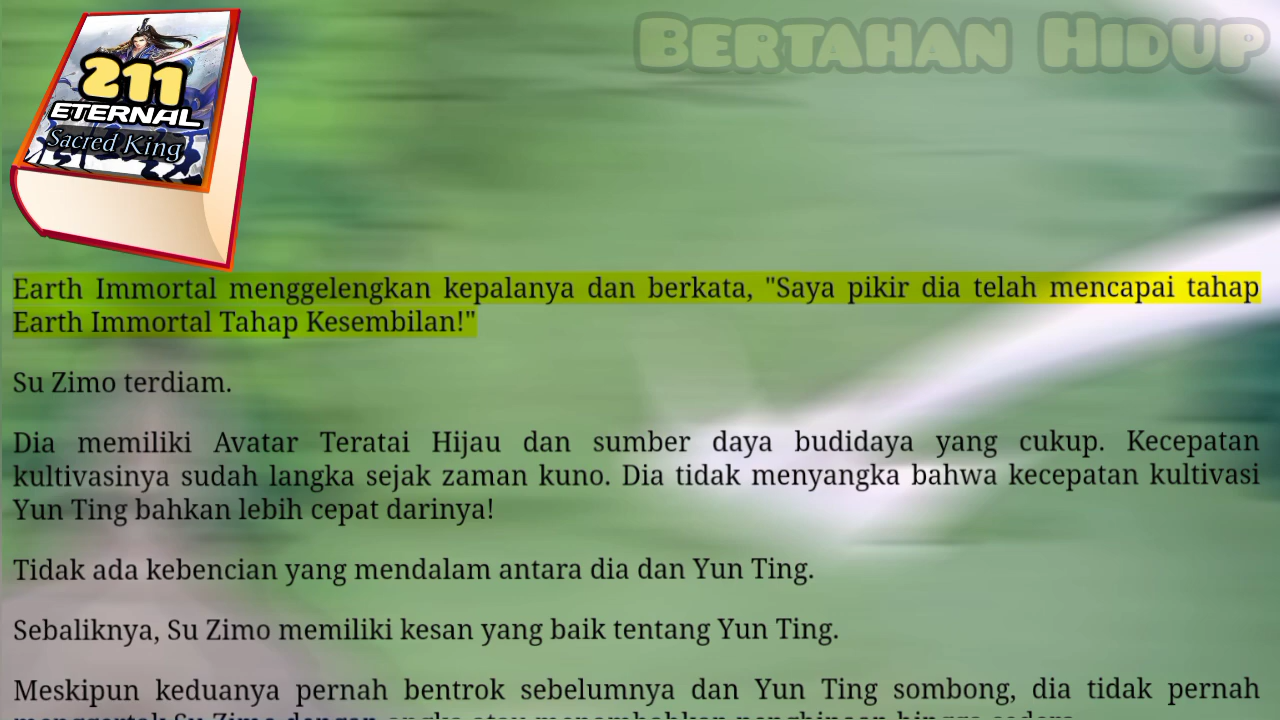 Bertahan Hidup
211
ETERNAL
Sacred King
Earth Immortal menggelengkan kepalanya dan berkata, "Saya pikir dia telah mencapai tahap
Earth Immortal Tahap Kesembilan!"
Su Zimo terdiam.
Dia memiliki Avatar Teratai Hijau dan sumber daya budidaya yang cukup. Kecepatan
kultivasinya sudah langka sejak zaman kuno. Dia tidak menyangka bahwa kecepatan kultivasi
Yun Ting bahkan lebih cepat darinya!
Tidak ada kebencian yang mendalam antara dia dan Yun Ting.
Sebaliknya, Su Zimo memiliki kesan yang baik tentang Yun Ting.
Meskipun keduanya pernah bentrok sebelumnya dan Yun Ting sombong, dia tidak pernah